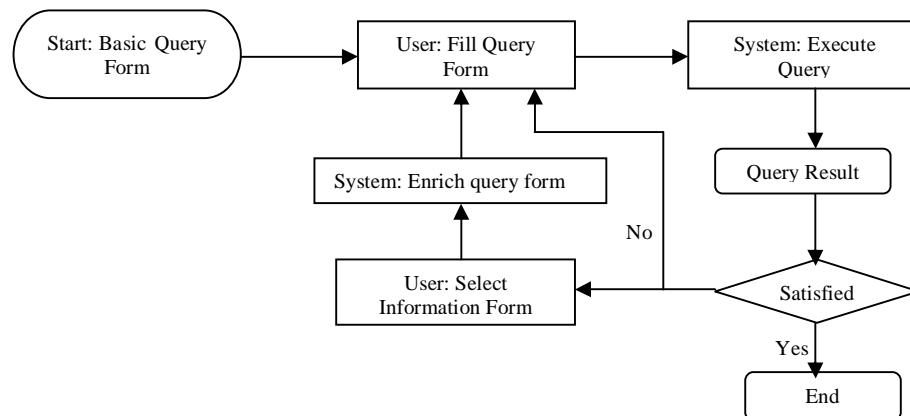 Start: Basic Query
Form
User: Fill Query
Form
System: Execute
Query
System: Enrich query form
Query Result
No
User: Select
Information Form
Satisfied
Yes
End